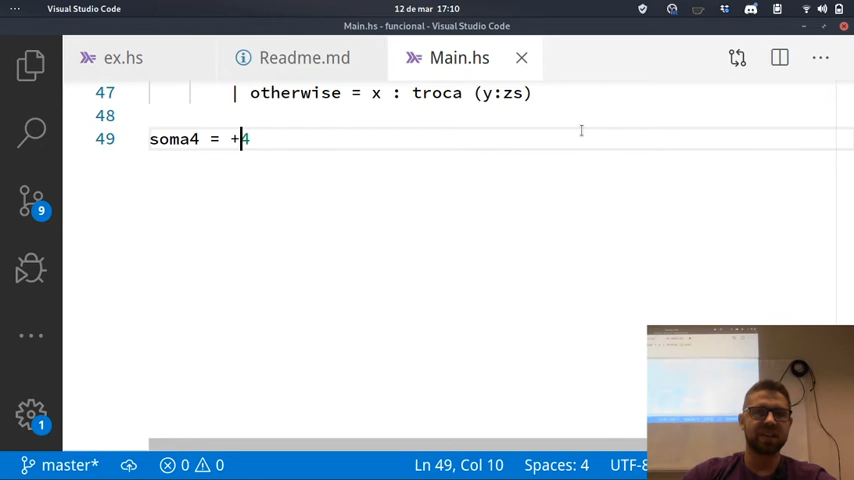 Visual Studio Code
12 de mar 17:10
Main.hs - funcional - Visual Studio Code
ex.hs
Readme.md
Main.hs
47 | otherwise = x : troca (y:zs)
48
49 soma4 = +4
9
1
master*
0 0
Ln 49, Col 10
Spaces: 4
UTF-8